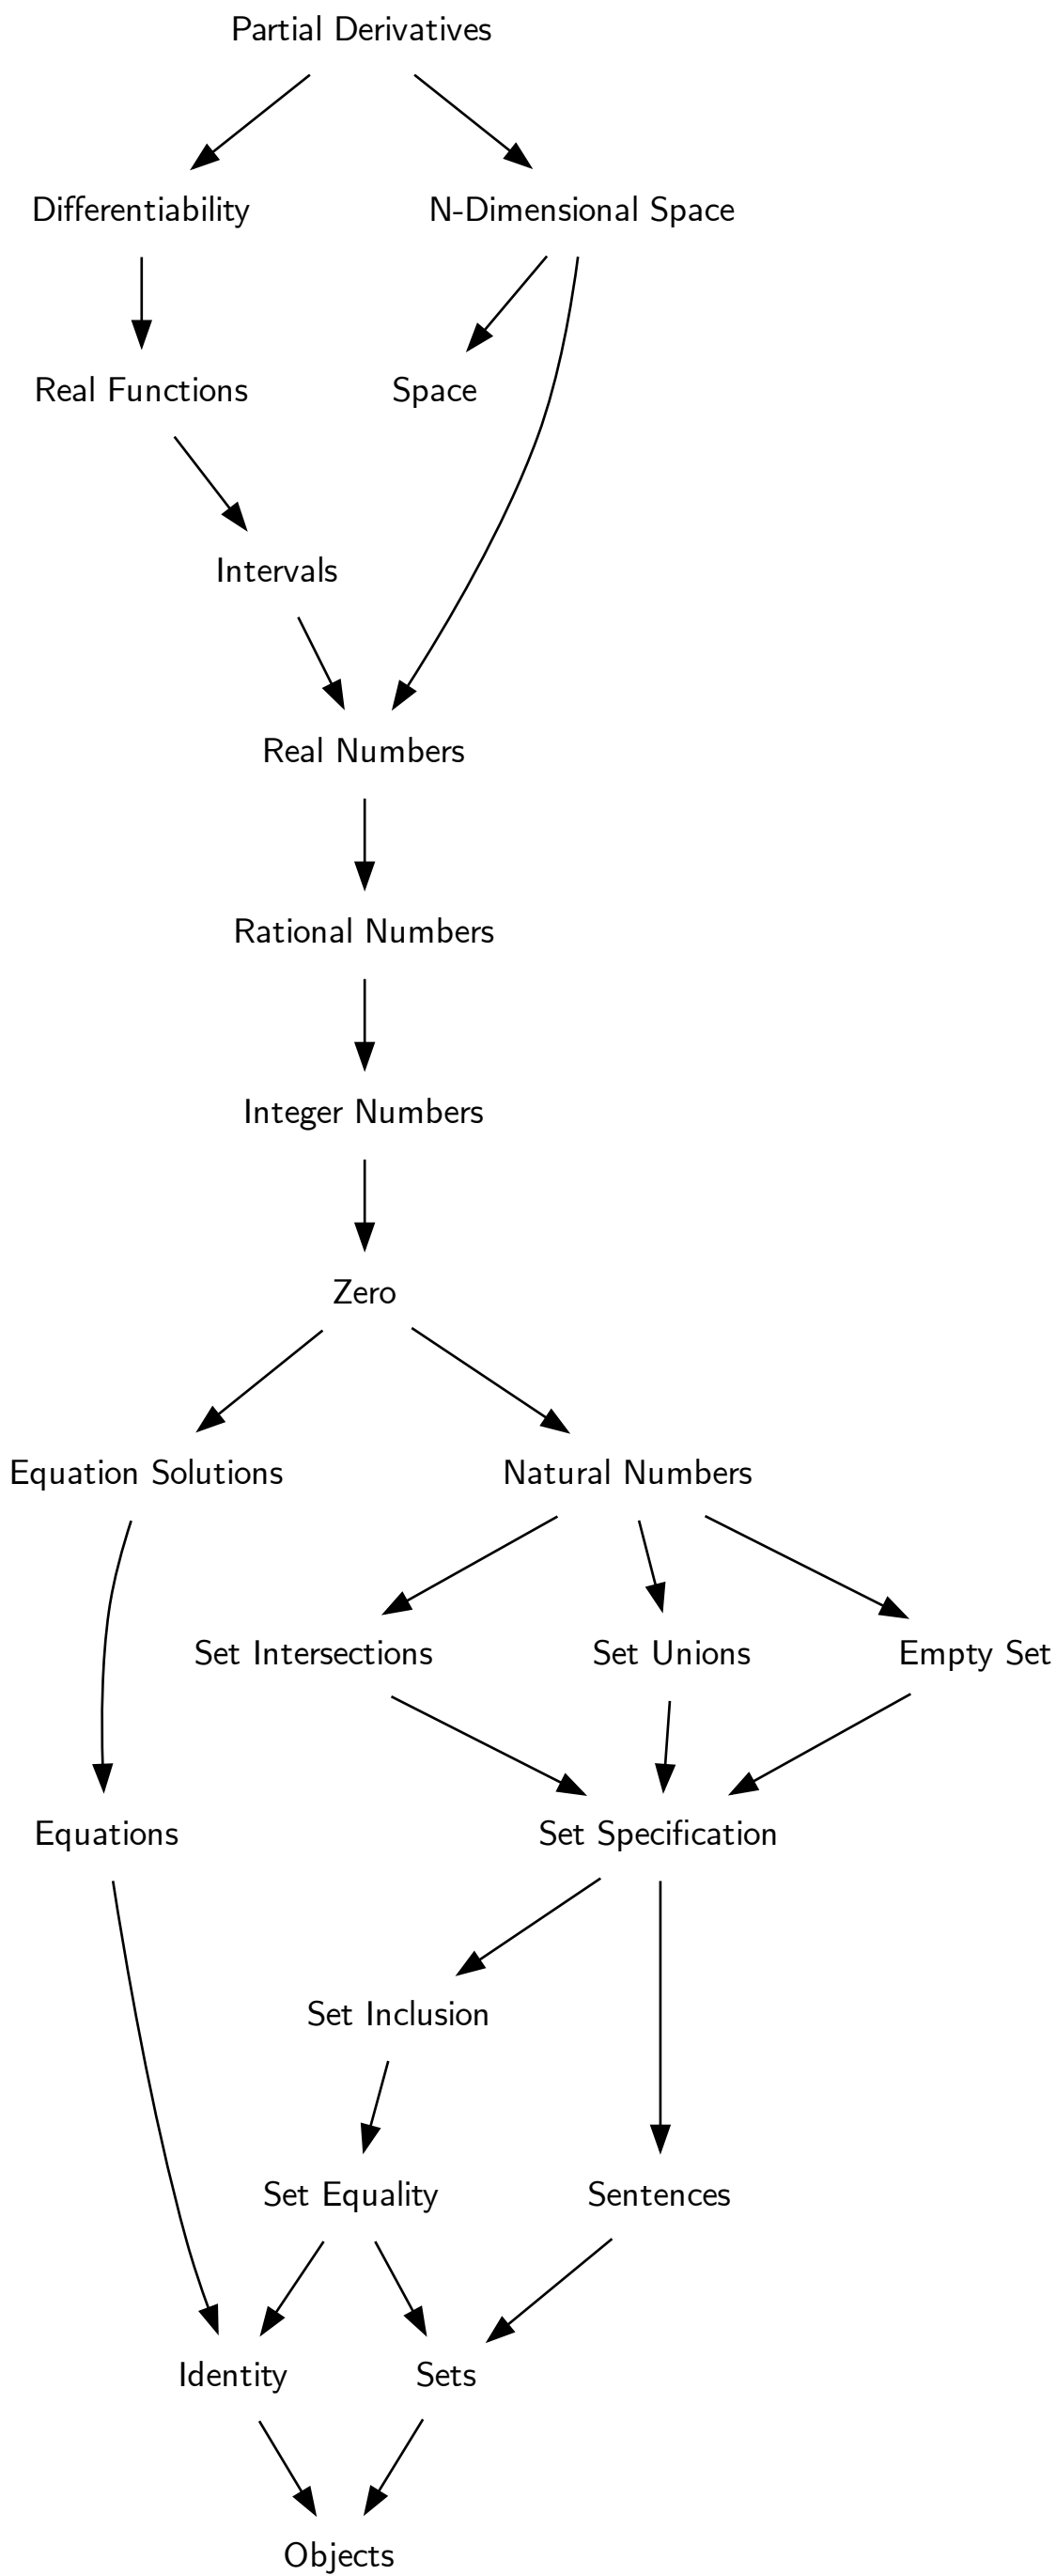 Partial Derivatives
Differentiability
N-Dimensional Space
Real Functions
Space
Intervals
Real Numbers
Rational Numbers
Integer Numbers
Zero
Equation Solutions
Natural Numbers
Set Intersections
Set Unions
Empty Set
Equations
Set Specification
Set Inclusion
Set Equality
Sentences
Identity
Sets
Objects